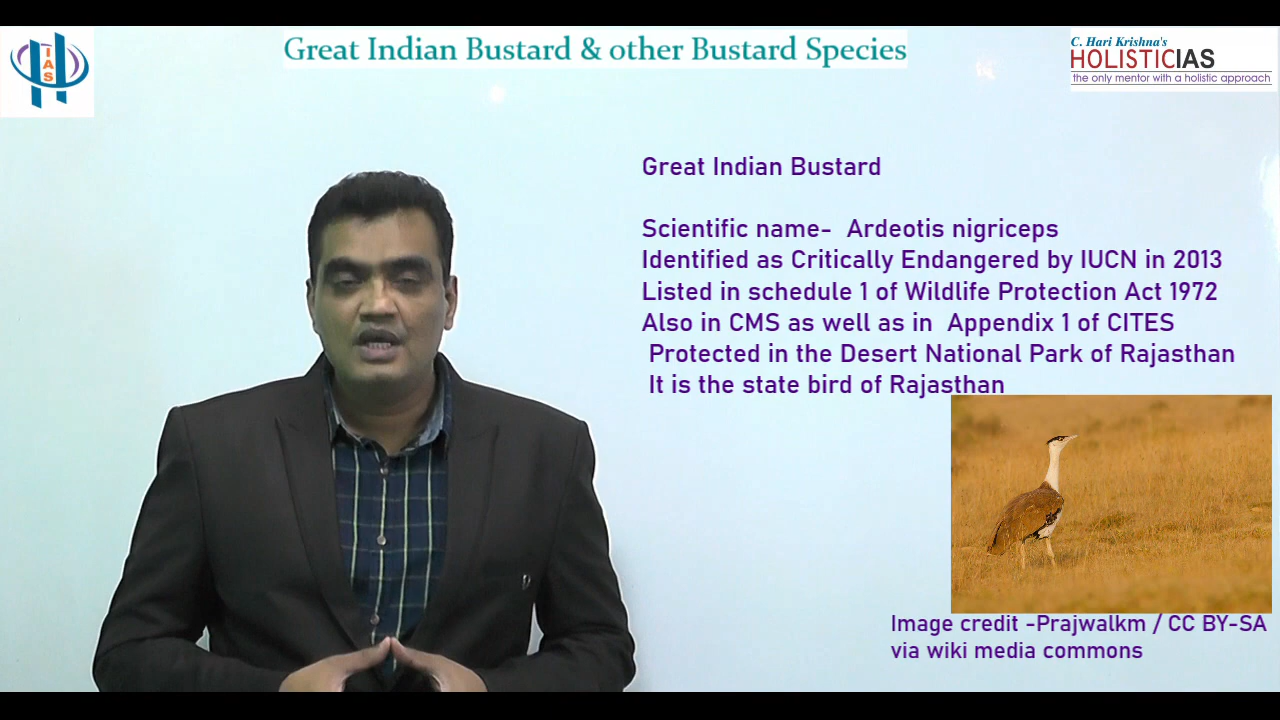 IAS
Great Indian Bustard & other Bustard Species
C. Hari Krishna's
HOLISTICIAS
the only mentor with a holistic approach
Great Indian Bustard
Scientific name- Ardeotis nigriceps
Identified as Critically Endangered by IUCN in 2013
Listed in schedule 1 of Wildlife Protection Act 1972
Also in CMS as well as in Appendix 1 of CITES
Protected in the Desert National Park of Rajasthan
It is the state bird of Rajasthan
Image credit -Prajwalkm / CC BY-SA
via wiki media commons